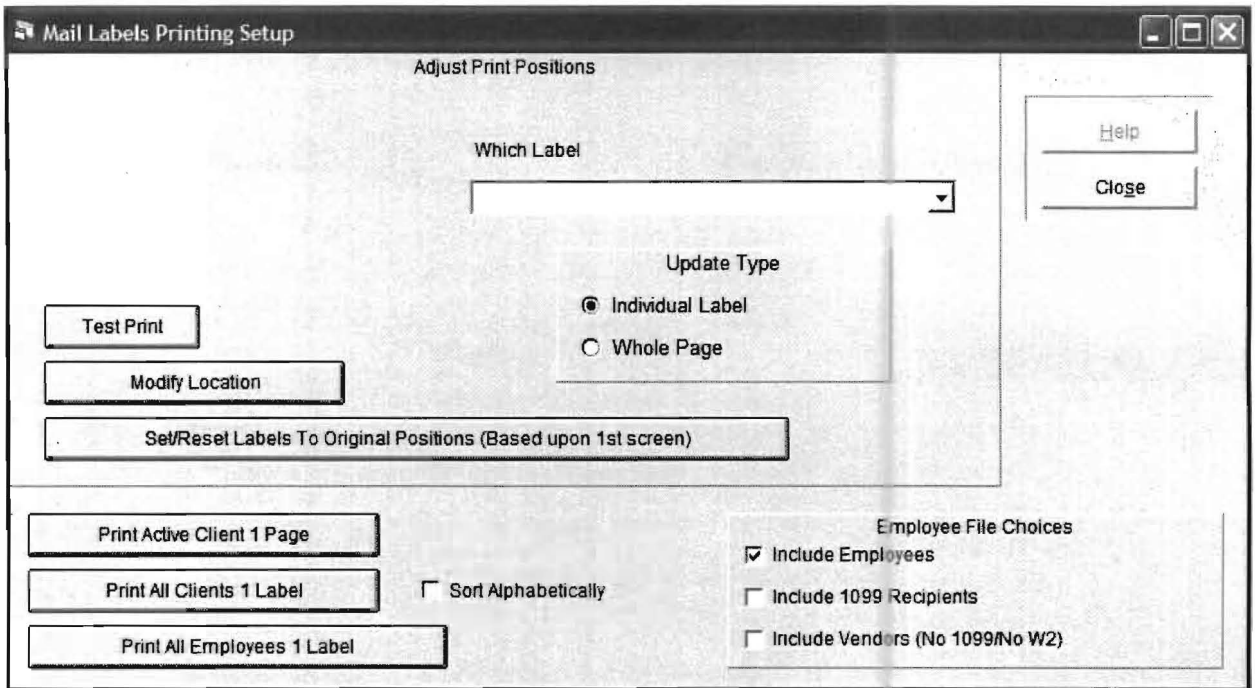 Mail Labels Printing Setup
Adjust Print Positions
Help
Which Label
Close
Update Type
Individual Label
Test Print
Whole Page
Modify Location
Set/Reset Labels To Original Positions (Based upon 1st screen)
Print Active Client 1 Page
Employee File Choices
Include Employees
Print All Clients 1 Label
Sort Alphabetically
Include 1099 Recipients
Print All Employees 1 Label
Include Vendors (No 1099/No W2)